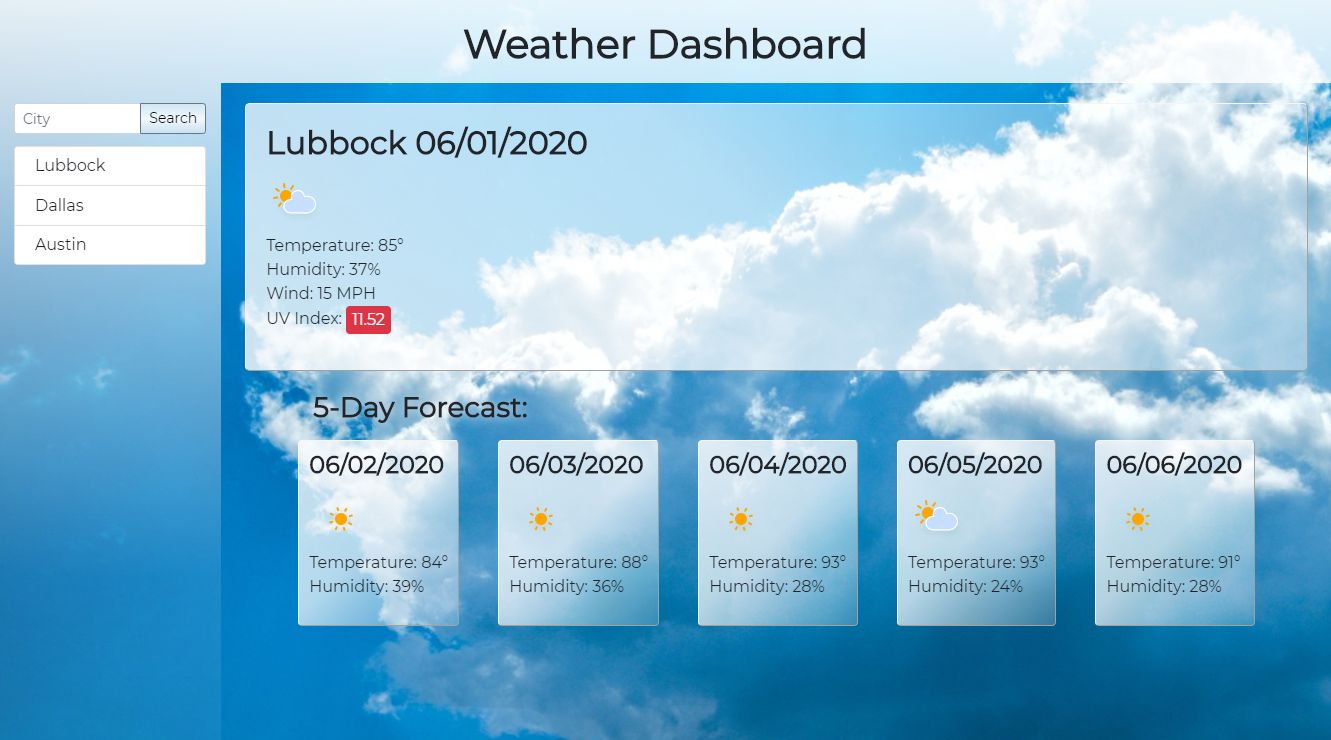 Weather Dashboard
City
Search
Lubbock
Dallas
Austin
Lubbock 06/01/2020
Temperature: 85°
Humidity: 37%
Wind: 15 MPH
UV Index: 11.52
5-Day Forecast:
06/02/2020
Temperature: 84°
Humidity: 39%
06/03/2020
Temperature: 88°
Humidity: 36%
06/04/2020
Temperature: 93°
Humidity: 28%
06/05/2020
Temperature: 93°
Humidity: 24%
06/06/2020
Temperature: 91°
Humidity: 28%